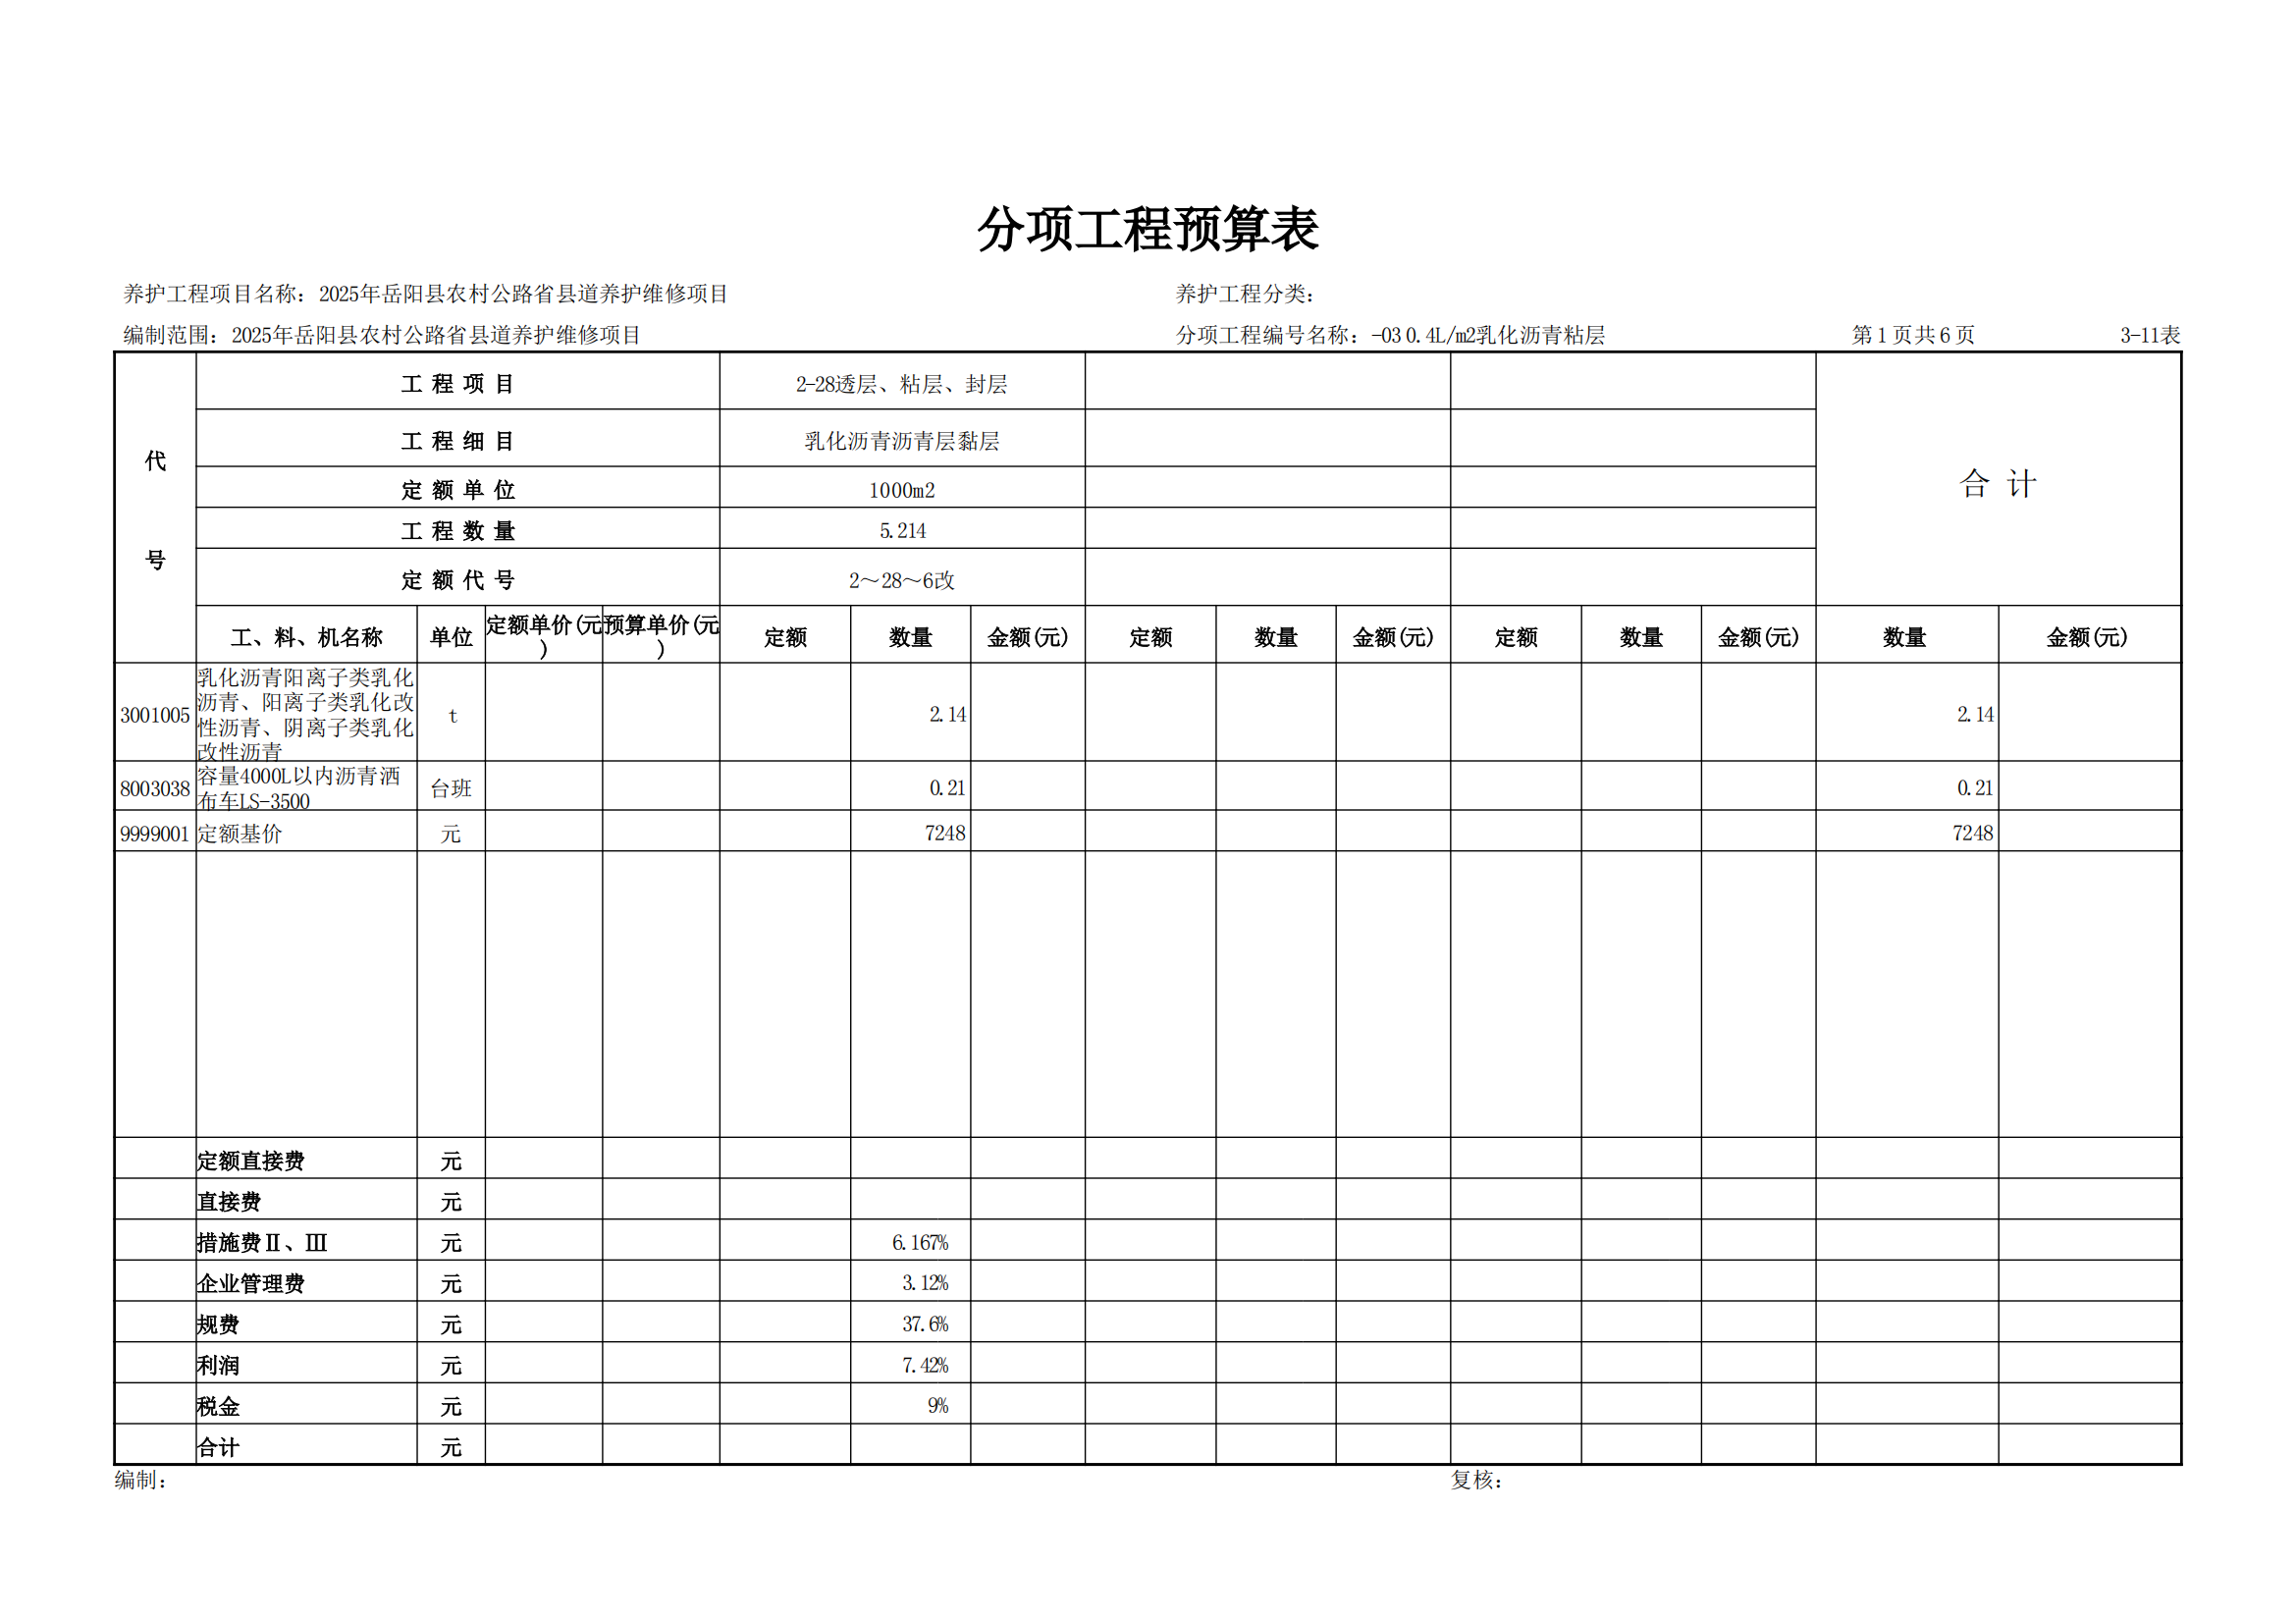 分项工程预算表
养护工程项目名称：2025年岳阳县农村公路省县道养护维修项目 养护工程分类：
编制范围：2025年岳阳县农村公路省县道养护维修项目 分项工程编号名称：-03 0.4L/m2乳化沥青粘层 第1页共6页 3-11表
代
号
工 程 项 目 2-28透层、粘层、封层
工 程 细 目 乳化沥青沥青层黏层
定 额 单 位 1000m2
合 计
工 程 数 量 5.214
定 额 代 号 2～28～6改
工、料、机名称 单位 定额单价(元) 预算单价(元) 定额 数量 金额(元) 定额 数量 金额(元) 定额 数量 金额(元) 数量 金额(元)
3001005 乳化沥青阳离子类乳化
沥青、阳离子类乳化改
性沥青、阴离子类乳化
改性沥青 t 2.14 2.14
8003038 容量4000L以内沥青洒
布车LS-3500 台班 0.21 0.21
9999001 定额基价 元 7248 7248
定额直接费 元
直接费 元
措施费Ⅱ、Ⅲ 元 6.167%
企业管理费 元 3.12%
规费 元 37.6%
利润 元 7.42%
税金 元 9%
合计 元
编制： 复核：